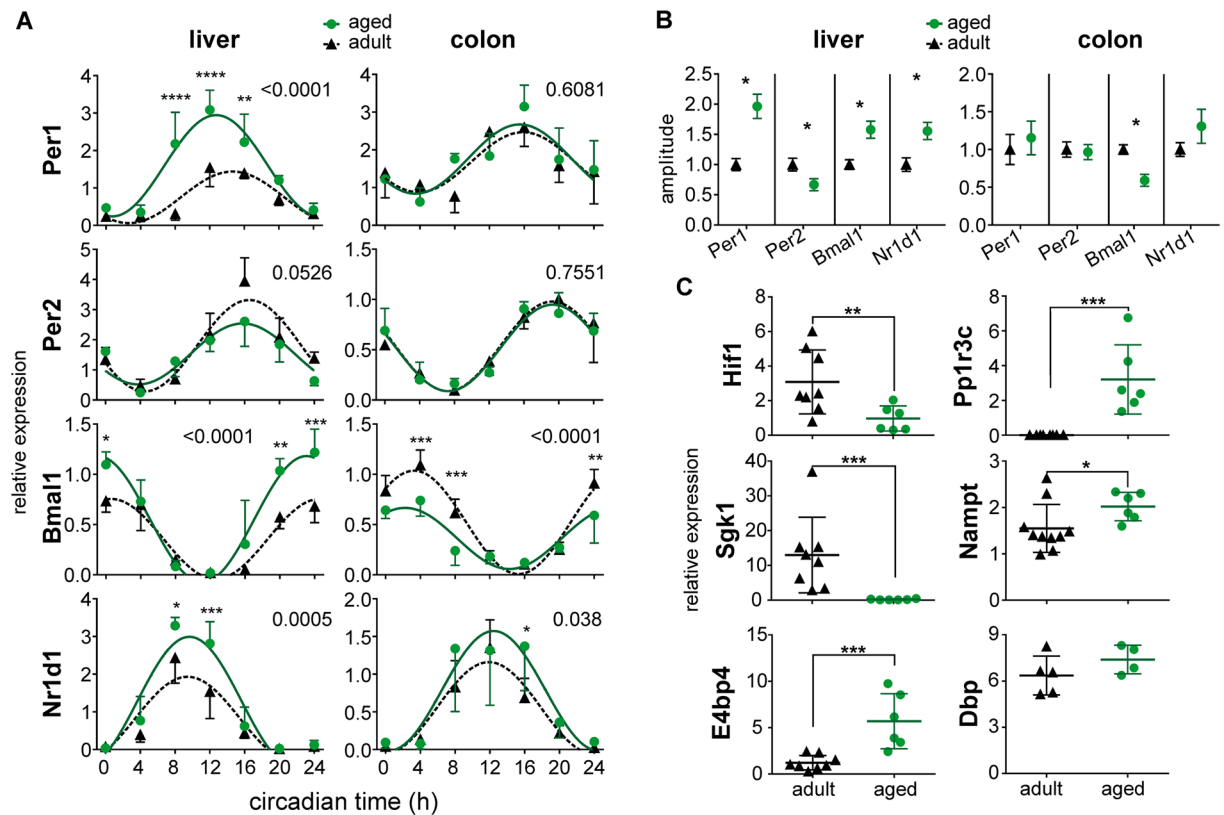 A
aged
adult
liver
colon
relative expression
Per1
4
3
2
1
0
****
****
**
<0.0001
4
3
2
1
0
0.6081
Per2
5
4
3
2
1
0
0.0526
1.5
1.0
0.5
0.0
0.7551
Bmal1
1.5
1.0
0.5
0.0
*
<0.0001
**
***
1.5
1.0
0.5
0.0
***
***
<0.0001
**
Nr1d1
4
3
2
1
0
*
***
0.0005
2.0
1.5
1.0
0.5
0.0
*
0.038
0 4 8 12 16 20 24
0 4 8 12 16 20 24
circadian time (h)
B
aged
adult
liver
colon
amplitude
2.5
2.0
1.5
1.0
0.5
0.0
*
*
*
*
Per1
Per2
Bmal1
Nr1d1
2.0
1.5
1.0
0.5
0.0
*
Per1
Per2
Bmal1
Nr1d1
C
relative expression
Hif1
8
6
4
2
0
**
Pp1r3c
8
6
4
2
0
***
Sgk1
40
30
20
10
0
***
Nampt
3
2
1
0
*
E4bp4
15
10
5
0
***
adult aged
Dbp
9
6
3
0
adult aged